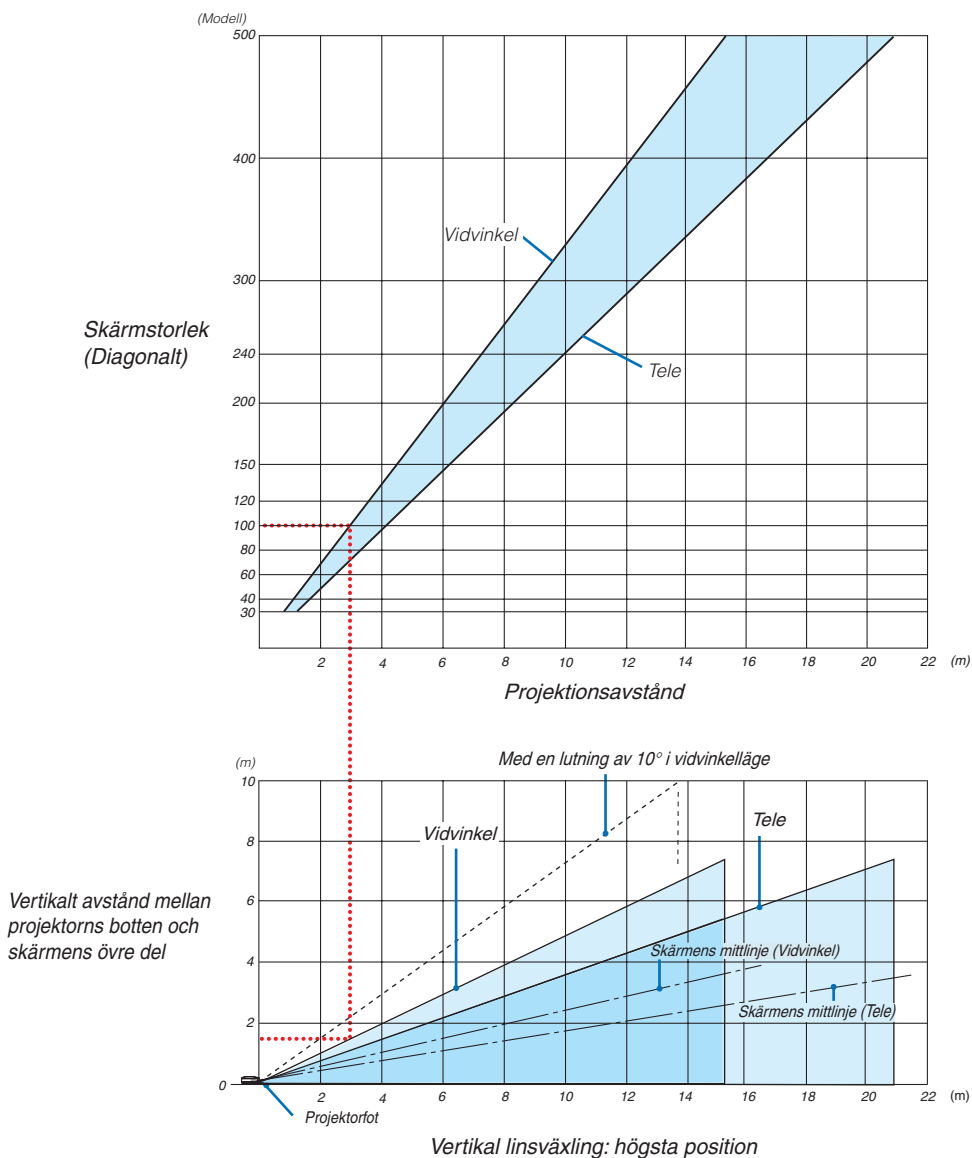 (Modell)
500
400
300
240
200
150
120
100
80
60
40
30
Vidvinkel
Tele
Skärmstorlek
(Diagonalt)
2 4 6 8 10 12 14 16 18 20 22 (m)
Projektionsavstånd
(m)
10
8
6
4
2
0
Med en lutning av 10° i vidvinkelläge
Vidvinkel
Tele
Vertikalt avstånd mellan
projektorns botten och
skärmens övre del
Skärmens mittlinje (Vidvinkel)
Skärmens mittlinje (Tele)
2 4 6 8 10 12 14 16 18 20 22 (m)
Projektorfot
Vertikal linsväxling: högsta position